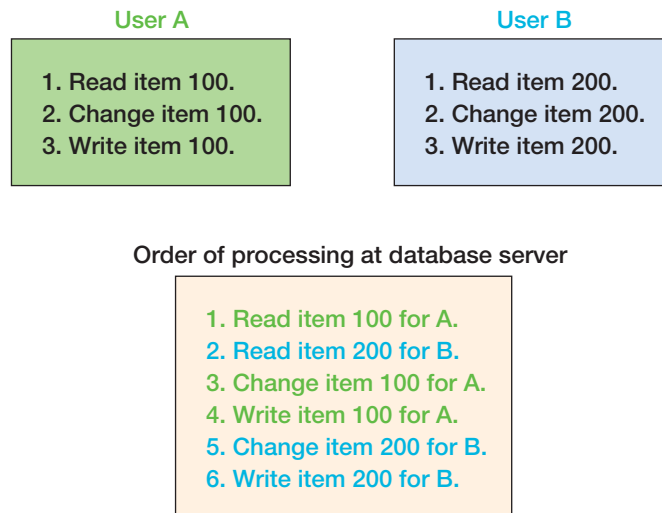 User A
1. Read item 100.
2. Change item 100.
3. Write item 100.
User B
1. Read item 200.
2. Change item 200.
3. Write item 200.
Order of processing at database server
1. Read item 100 for A.
2. Read item 200 for B.
3. Change item 100 for A.
4. Write item 100 for A.
5. Change item 200 for B.
6. Write item 200 for B.